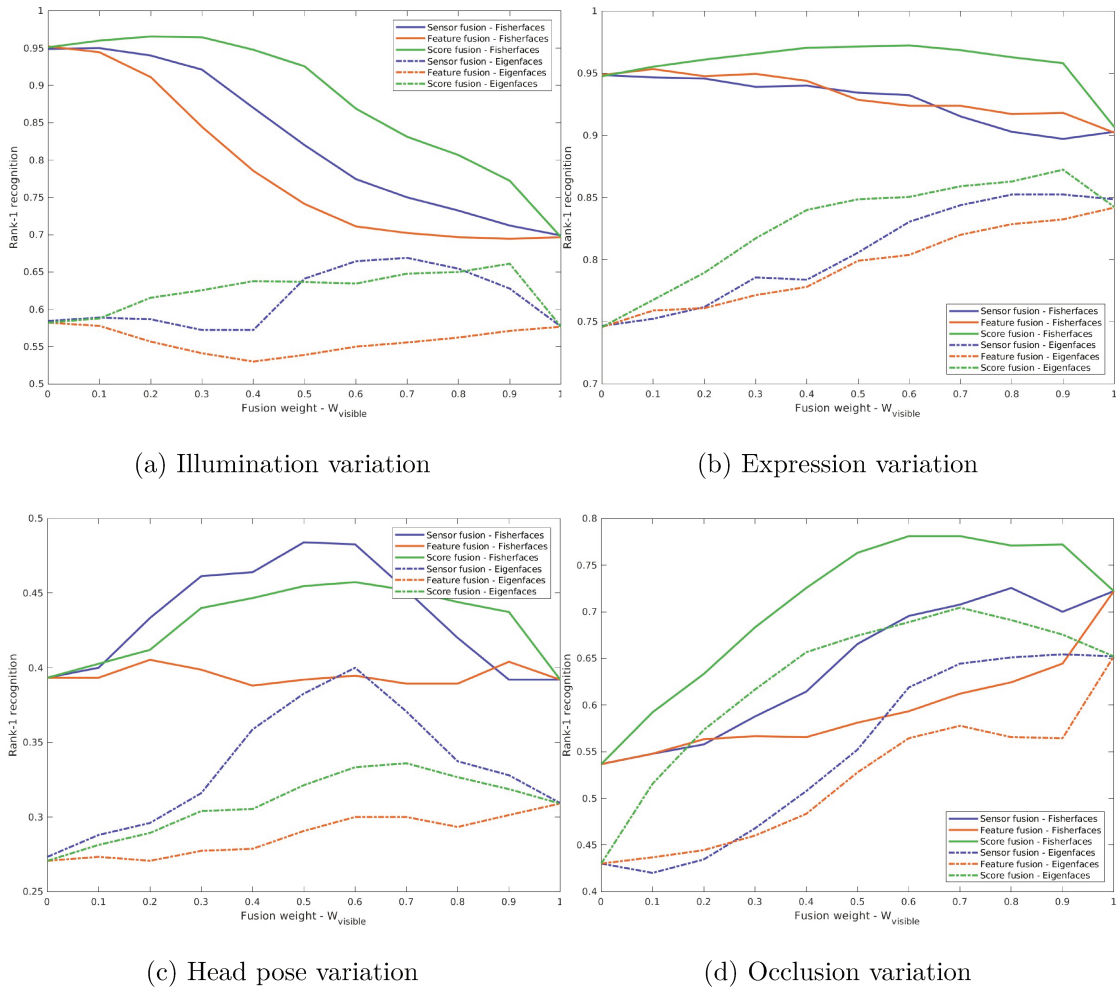 1
0.95
0.9
0.85
0.8
0.75
0.7
0.65
0.6
0.55
0.5
Rank-1 recognition
Sensor fusion - Fisherfaces
Feature fusion - Fisherfaces
Score fusion - Fisherfaces
Sensor fusion - Eigenfaces
Feature fusion - Eigenfaces
Score fusion - Eigenfaces
0 0.1 0.2 0.3 0.4 0.5 0.6 0.7 0.8 0.9 1
Fusion weight - W_visible
(a) Illumination variation
1
0.95
0.9
0.85
0.8
0.75
0.7
Rank-1 recognition
Sensor fusion - Fisherfaces
Feature fusion - Fisherfaces
Score fusion - Fisherfaces
Sensor fusion - Eigenfaces
Feature fusion - Eigenfaces
Score fusion - Eigenfaces
0 0.1 0.2 0.3 0.4 0.5 0.6 0.7 0.8 0.9 1
Fusion weight - W_visible
(b) Expression variation
0.5
0.45
0.4
0.35
0.3
0.25
Rank-1 recognition
Sensor fusion - Fisherfaces
Feature fusion - Fisherfaces
Score fusion - Fisherfaces
Sensor fusion - Eigenfaces
Feature fusion - Eigenfaces
Score fusion - Eigenfaces
0 0.1 0.2 0.3 0.4 0.5 0.6 0.7 0.8 0.9 1
Fusion weight - W_visible
(c) Head pose variation
0.8
0.75
0.7
0.65
0.6
0.55
0.5
0.45
0.4
Rank-1 recognition
Sensor fusion - Fisherfaces
Feature fusion - Fisherfaces
Score fusion - Fisherfaces
Sensor fusion - Eigenfaces
Feature fusion - Eigenfaces
Score fusion - Eigenfaces
0 0.1 0.2 0.3 0.4 0.5 0.6 0.7 0.8 0.9 1
Fusion weight - W_visible
(d) Occlusion variation